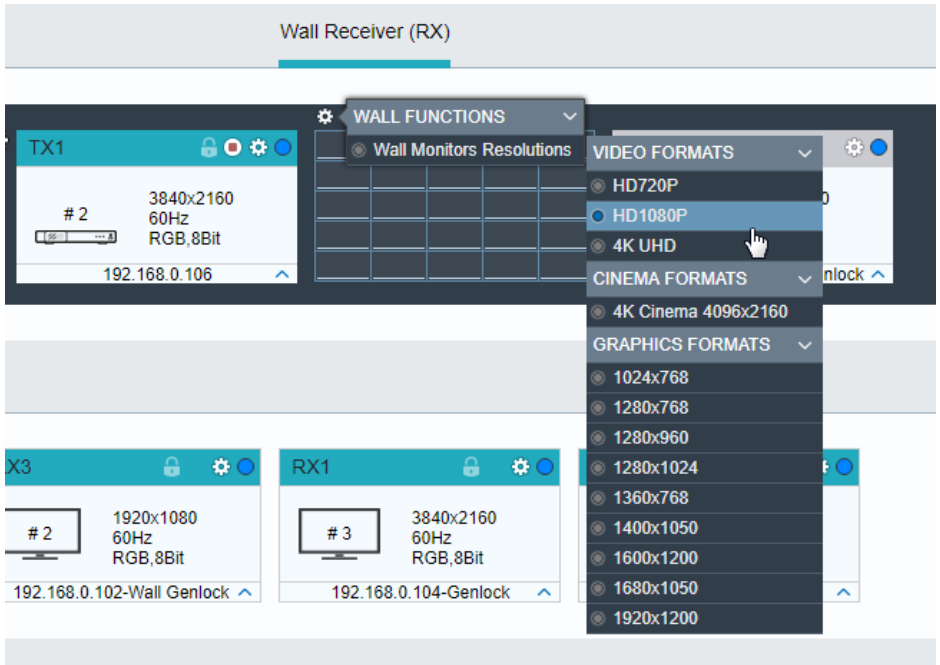 Wall Receiver (RX)
WALL FUNCTIONS
Wall Monitors Resolutions
TX1
# 2
3840x2160
60Hz
RGB,8Bit
192.168.0.106
VIDEO FORMATS
HD720P
HD1080P
4K UHD
CINEMA FORMATS
4K Cinema 4096x2160
GRAPHICS FORMATS
1024x768
1280x768
1280x960
1280x1024
1360x768
1400x1050
1600x1200
1680x1050
1920x1200
0
nlock
X3
# 2
1920x1080
60Hz
RGB,8Bit
192.168.0.102-Wall Genlock
RX1
# 3
3840x2160
60Hz
RGB,8Bit
192.168.0.104-Genlock